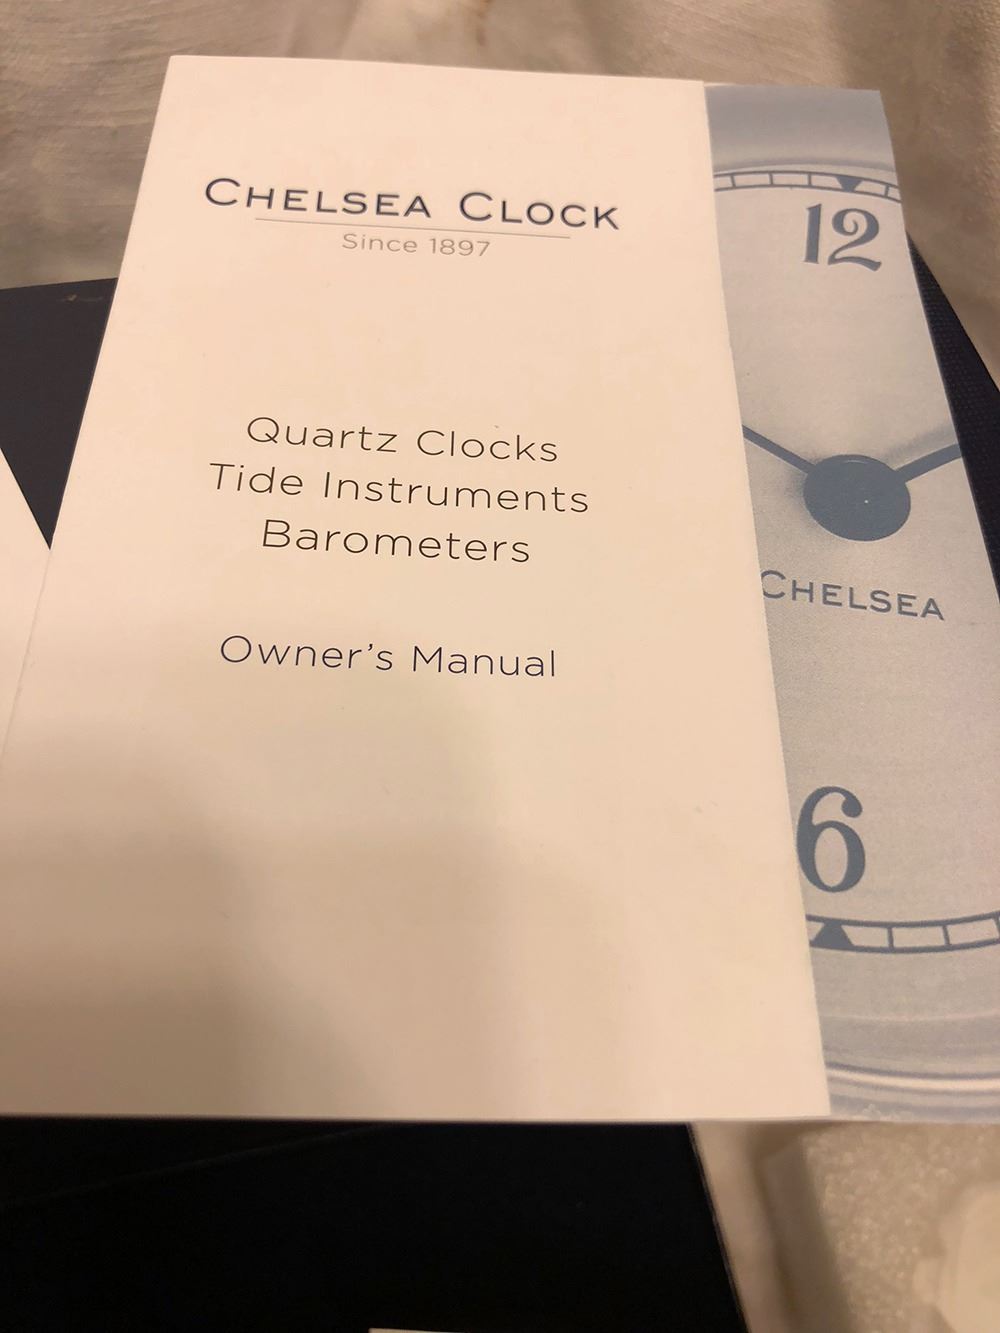 CHELSEA CLOCK
Since 1897
Quartz Clocks
Tide Instruments
Barometers
Owner's Manual
12
CHELSEA
6